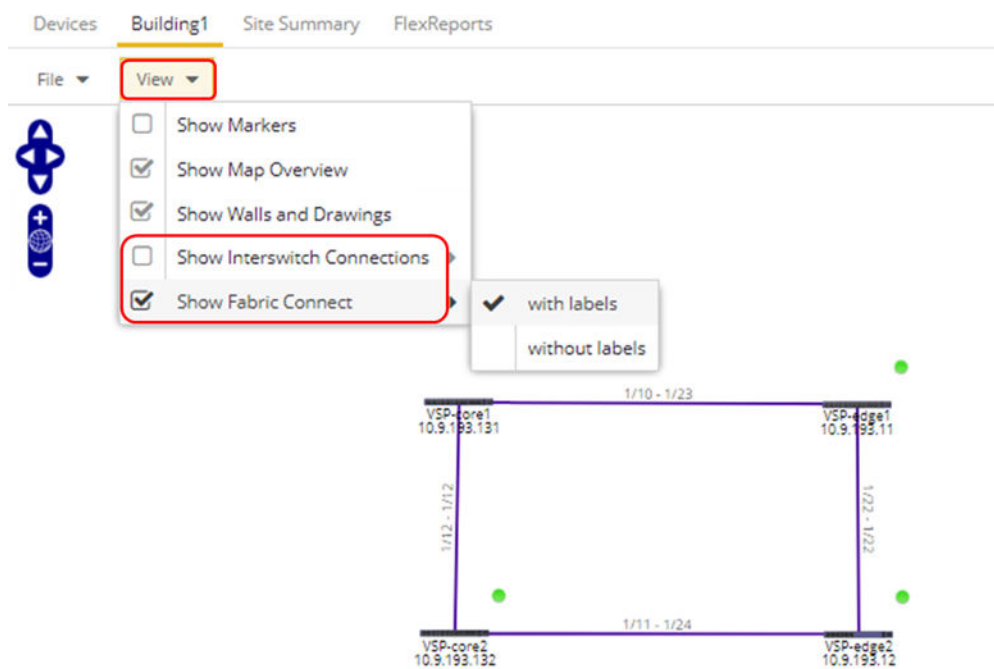 Devices Building1 Site Summary FlexReports
File View
Show Markers
Show Map Overview
Show Walls and Drawings
Show Interswitch Connections
Show Fabric Connect
with labels
without labels
1/10 - 1/23
VSP-core1
10.9.193.131
VSP-edge1
10.9.193.11
1/12 - 1/12
1/22 - 1/22
1/11 - 1/24
VSP-core2
10.9.193.132
VSP-edge2
10.9.193.12